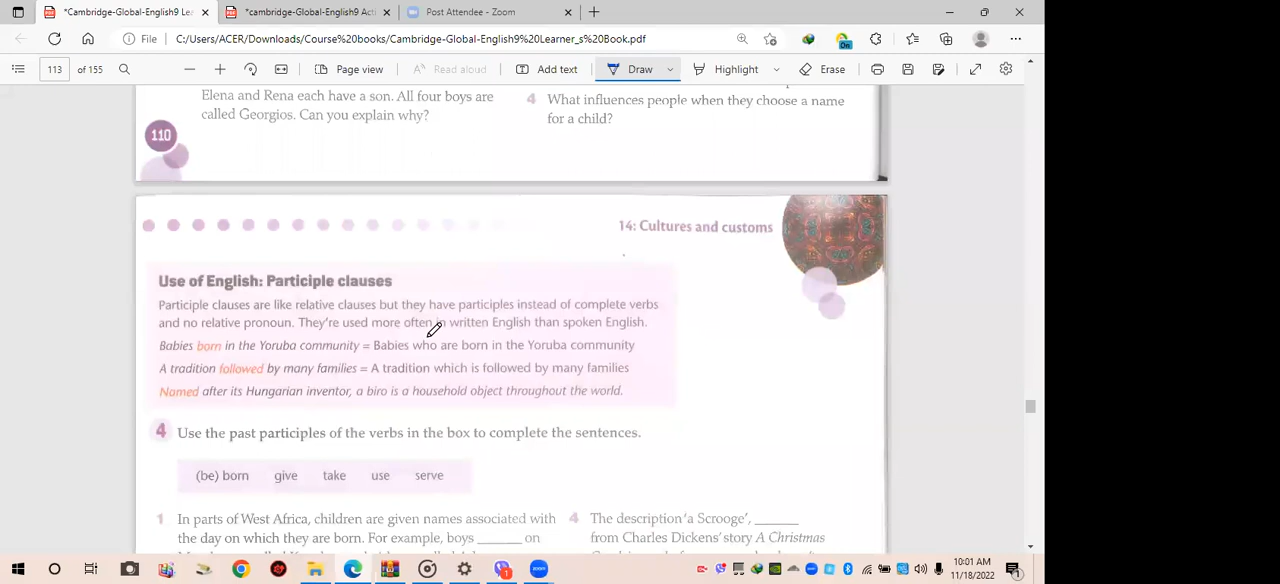 *Cambridge-Global-English9 Lea
*cambridge-Global-English9 Acti
Post Attendee - Zoom
File
C:/Users/ACER/Downloads/Course%20books/Cambridge-Global-English9%20Learner_s%20Book.pdf
On
113 of 155
Page view
Read aloud
Add text
Draw
Highlight
Erase
Elena and Rena each have a son. All four boys are
called Georgios. Can you explain why?
110
4 What influences people when they choose a name
for a child?
14: Cultures and customs
Use of English: Participle clauses
Participle clauses are like relative clauses but they have participles instead of complete verbs
and no relative pronoun. They're used more often in written English than spoken English.
Babies born in the Yoruba community = Babies who are born in the Yoruba community
A tradition followed by many families = A tradition which is followed by many families
Named after its Hungarian inventor, a biro is a household object throughout the world.
4 Use the past participles of the verbs in the box to complete the sentences.
(be) born give take use serve
1 In parts of West Africa, children are given names associated with
the day on which they are born. For example, boys ______ on
4 The description 'a Scrooge', ______
from Charles Dickens' story A Christmas
zoom
10:01 AM
11/18/2022